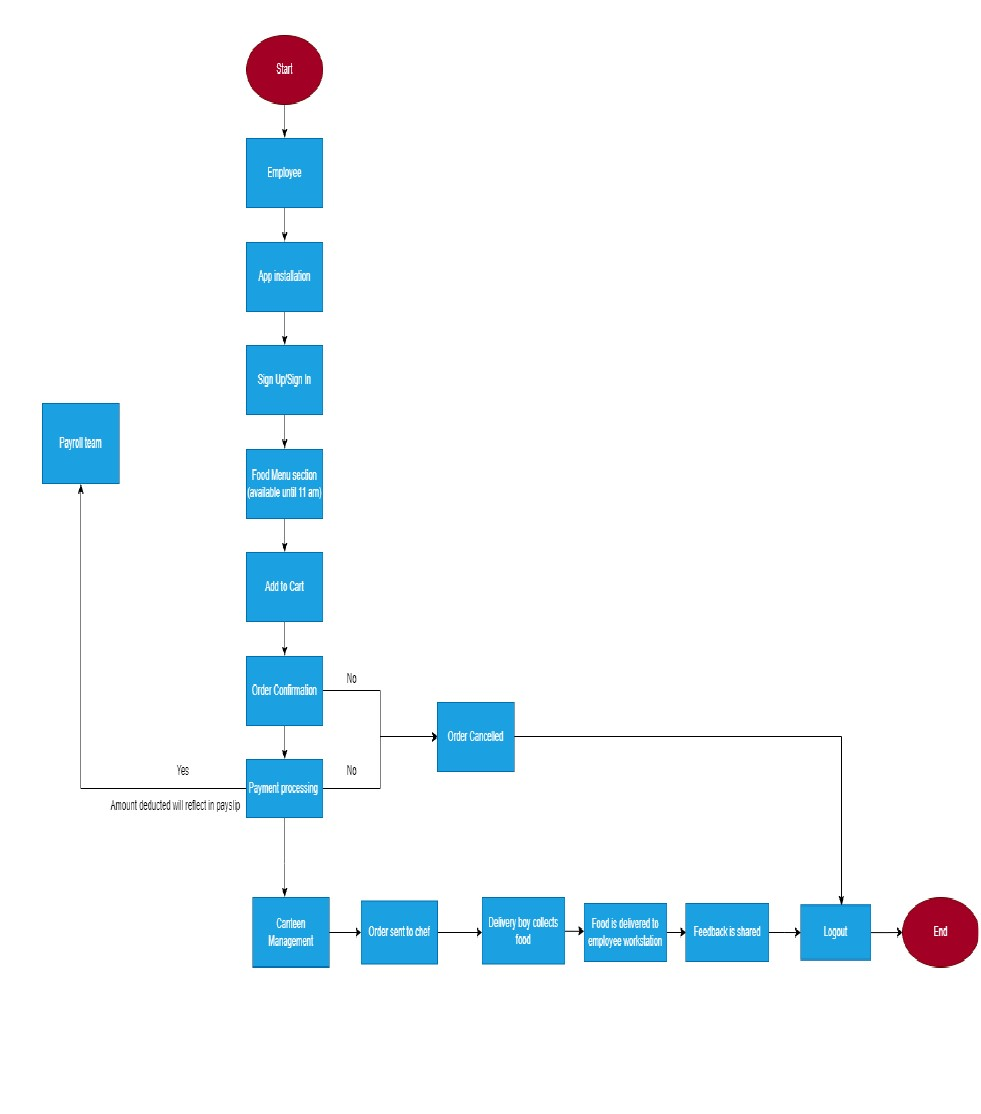 Start
Employee
App installation
Sign Up/Sign In
Payroll team
Food Menu section
(available until 11 am)
Add to Cart
Order Confirmation
No
Order Cancelled
Yes
No
Payment processing
Amount deducted will reflect in payslip
Canteen
Management
Order sent to chef
Delivery boy collects
food
Food is delivered to
employee workstation
Feedback is shared
Logout
End